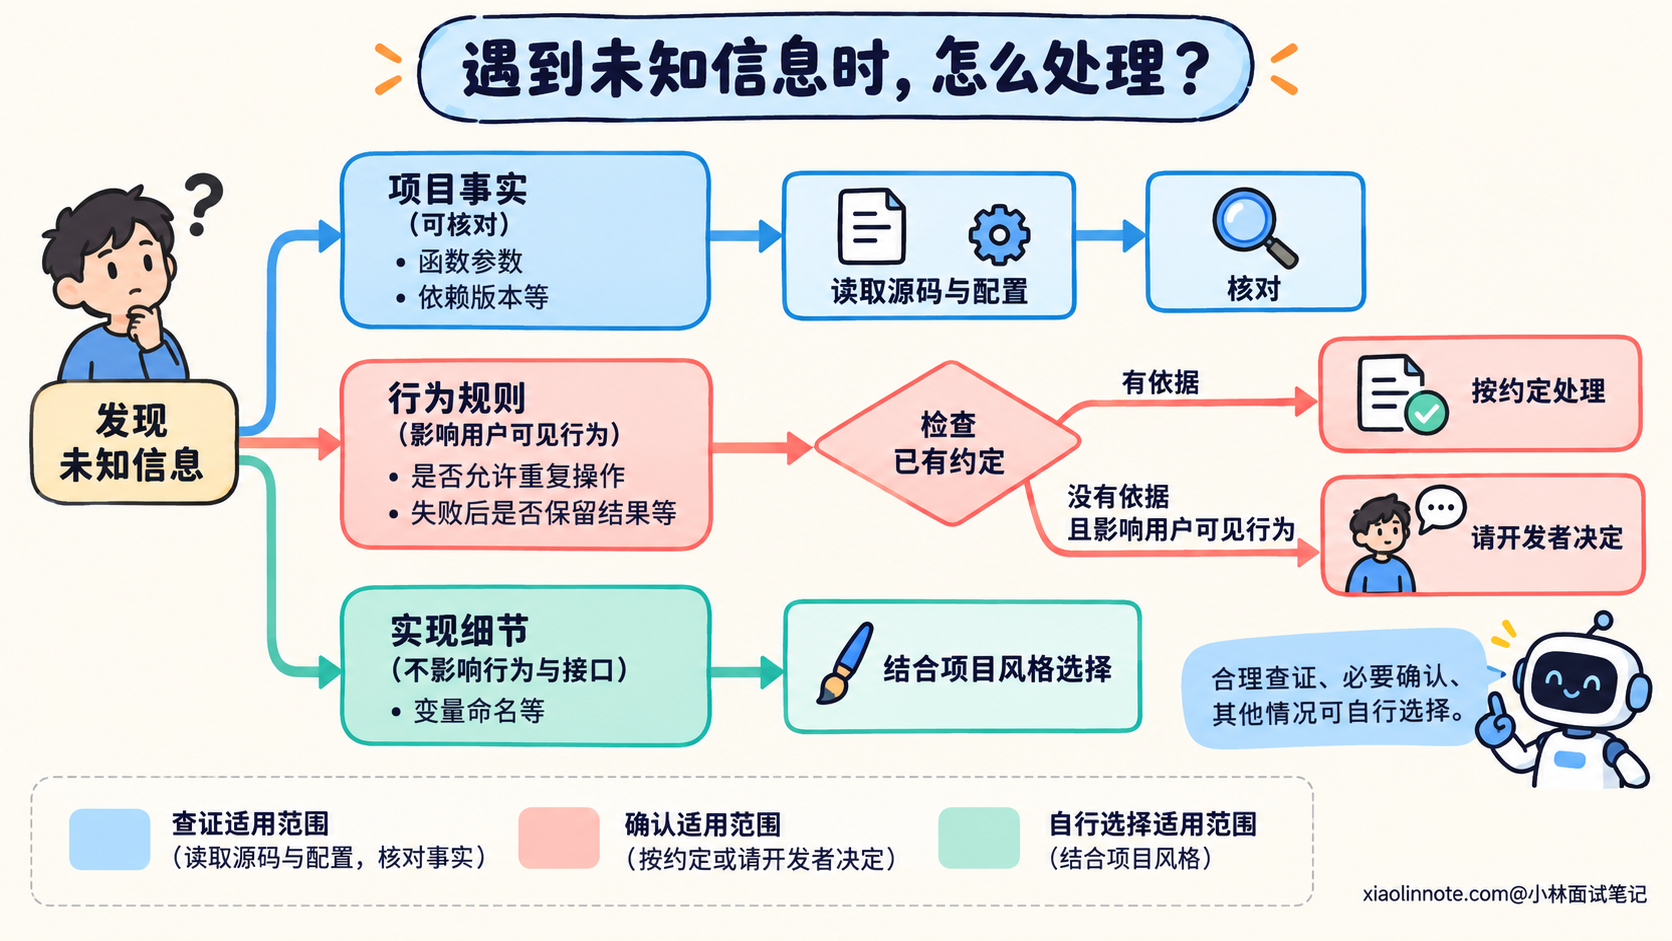 遇到未知信息时，怎么处理？
?
发现
未知信息
项目事实
（可核对）
• 函数参数
• 依赖版本等
读取源码与配置
核对
行为规则
（影响用户可见行为）
• 是否允许重复操作
• 失败后是否保留结果等
检查
已有约定
有依据
按约定处理
没有依据
且影响用户可见行为
请开发者决定
实现细节
（不影响行为与接口）
• 变量命名等
结合项目风格选择
合理查证、必要确认、
其他情况可自行选择。
查证适用范围
（读取源码与配置，核对事实）
确认适用范围
（按约定或请开发者决定）
自行选择适用范围
（结合项目风格）
xiaolinnote.com@小林面试笔记